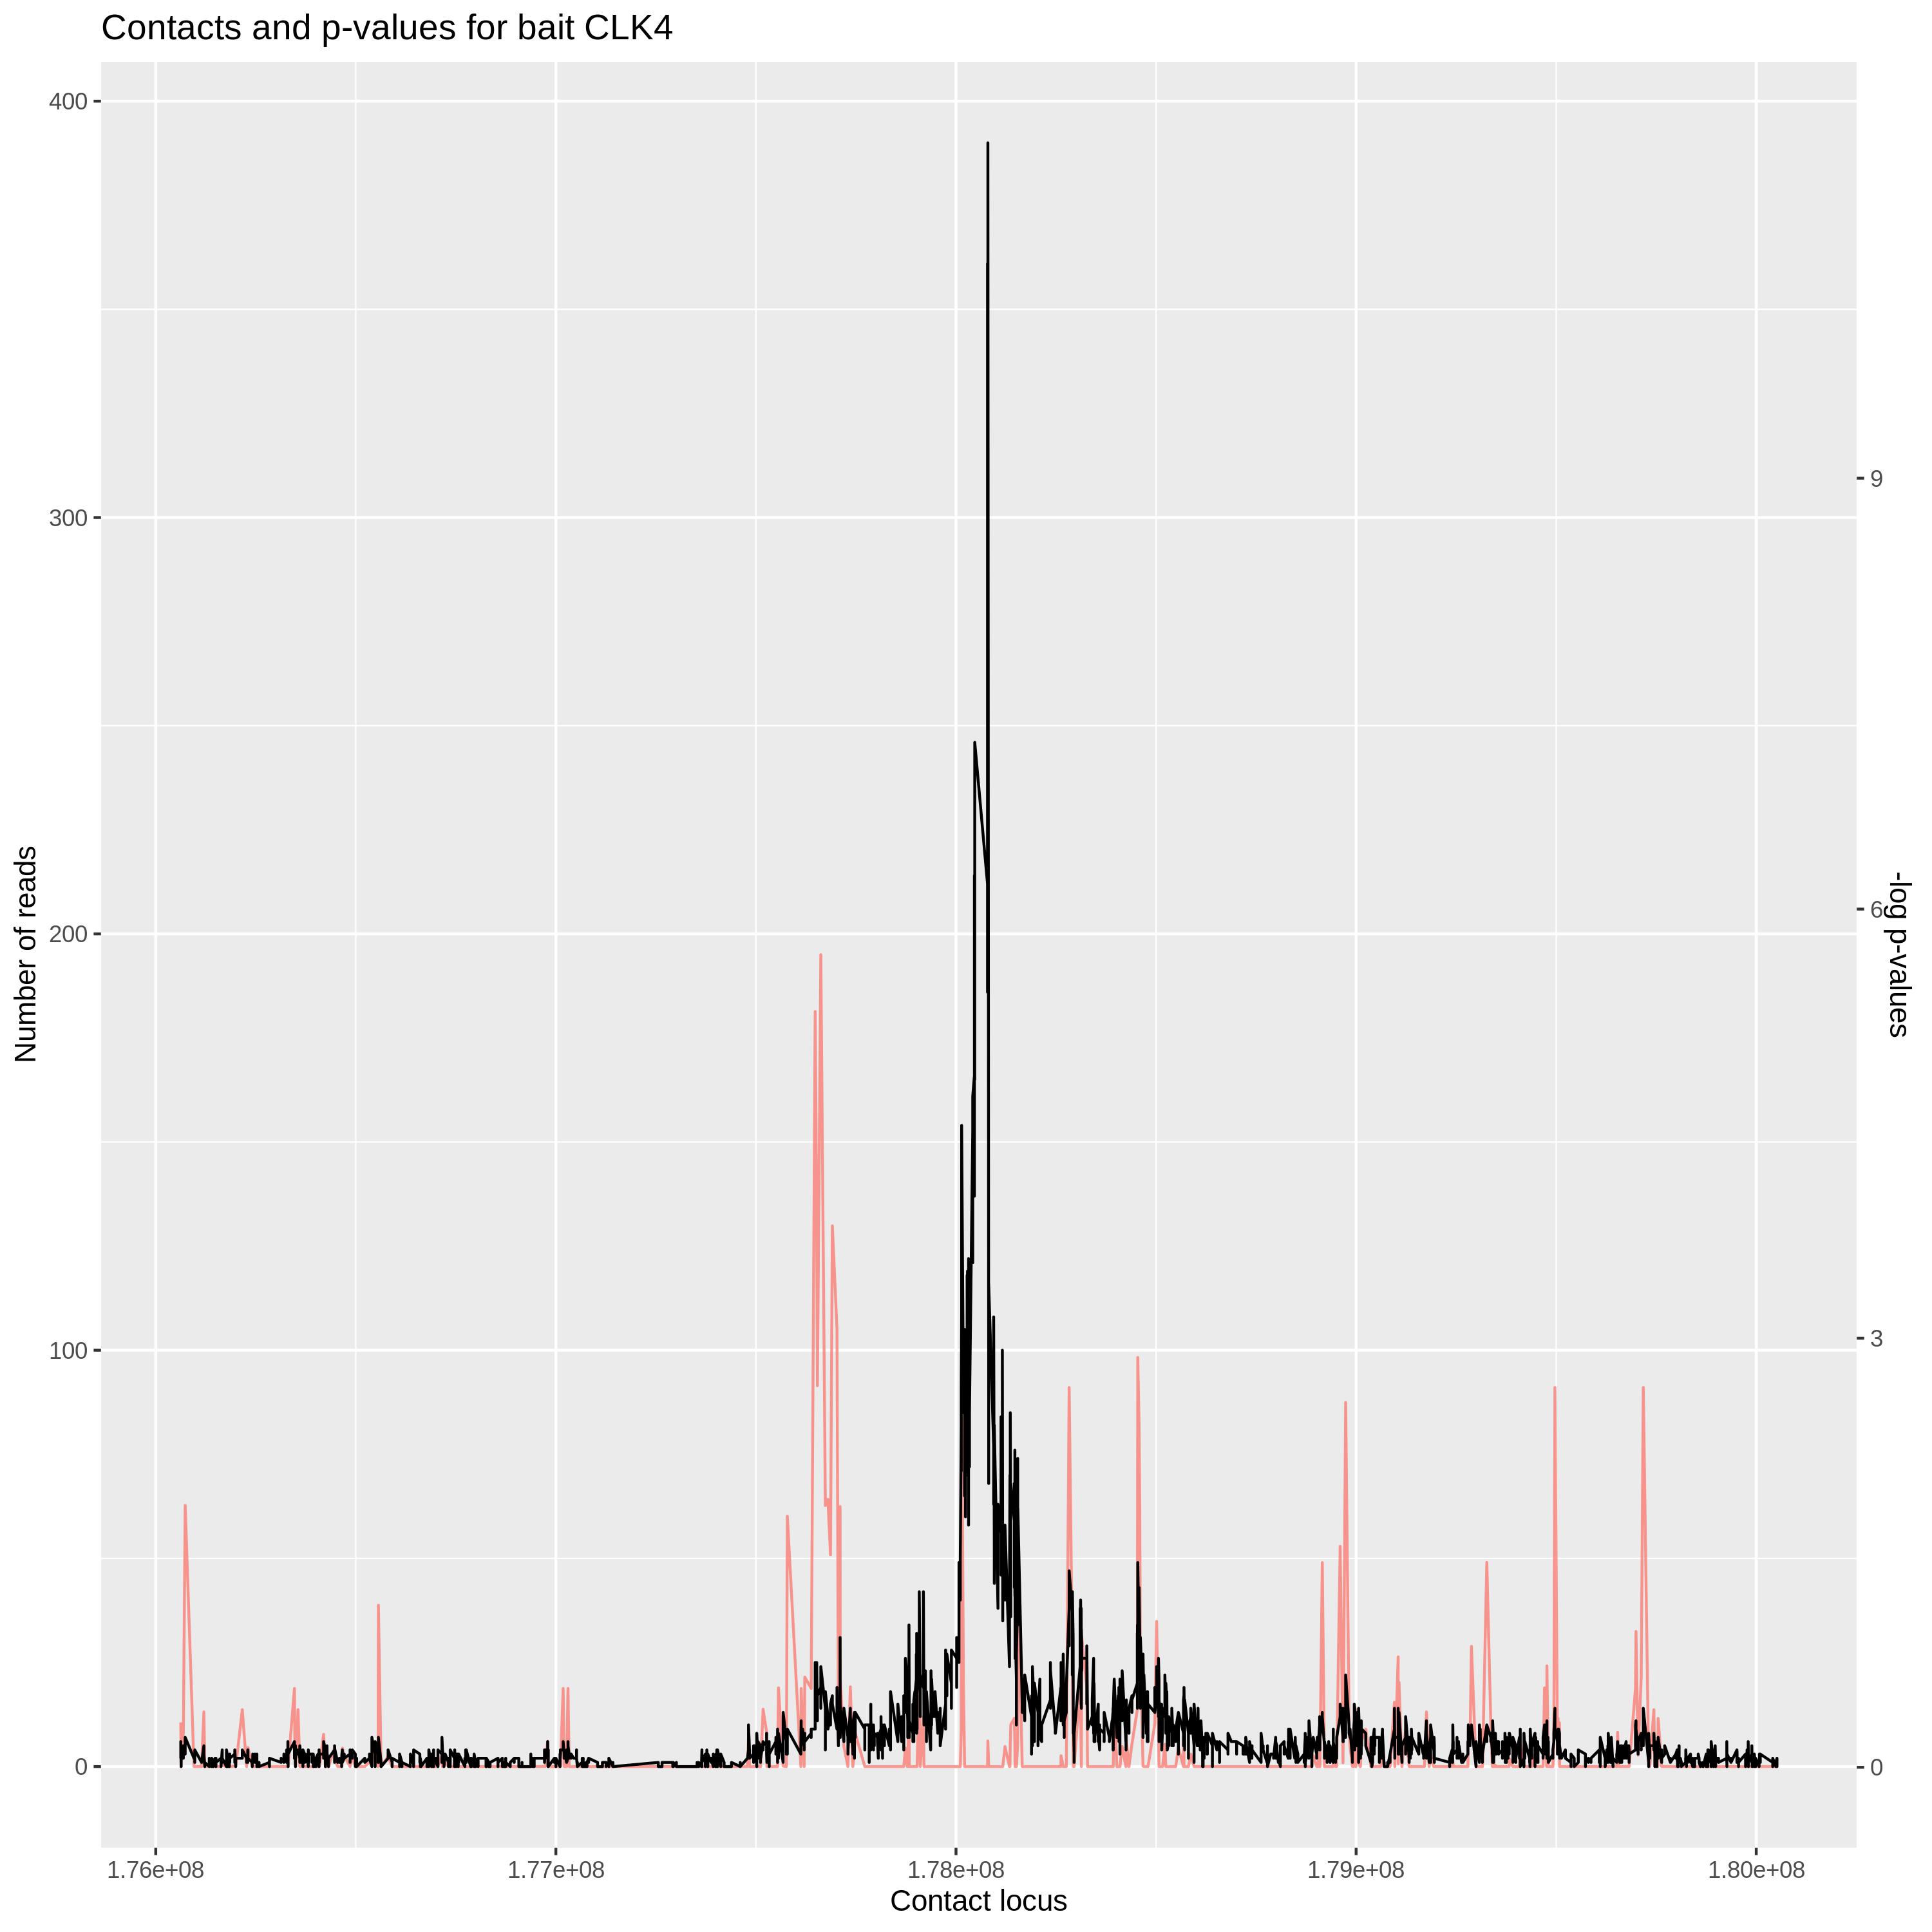 Contacts and p-values for bait CLK4
400
300
200
100
0
Number of reads
9
6
3
0
-log p-values
1.76e+08 1.77e+08 1.78e+08 1.79e+08 1.80e+08
Contact locus